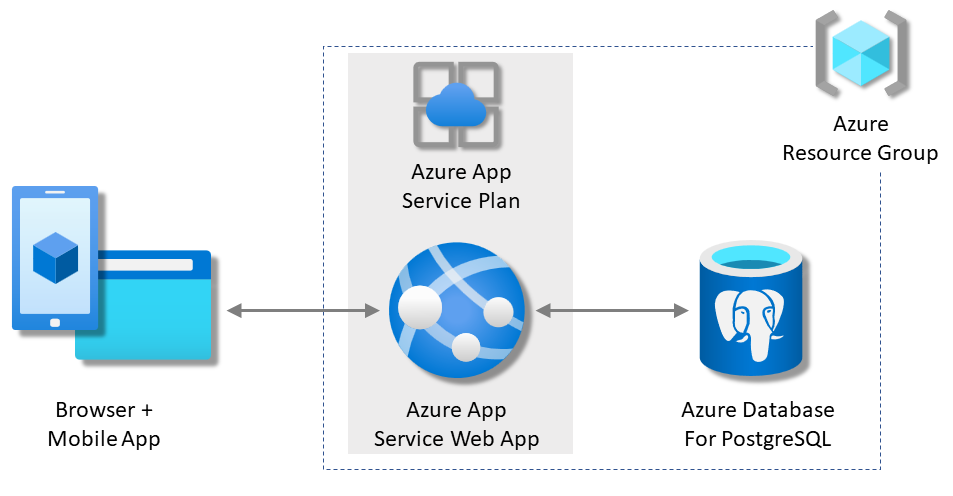 Azure
Resource Group
Azure App
Service Plan
Browser +
Mobile App
Azure App
Service Web App
Azure Database
For PostgreSQL